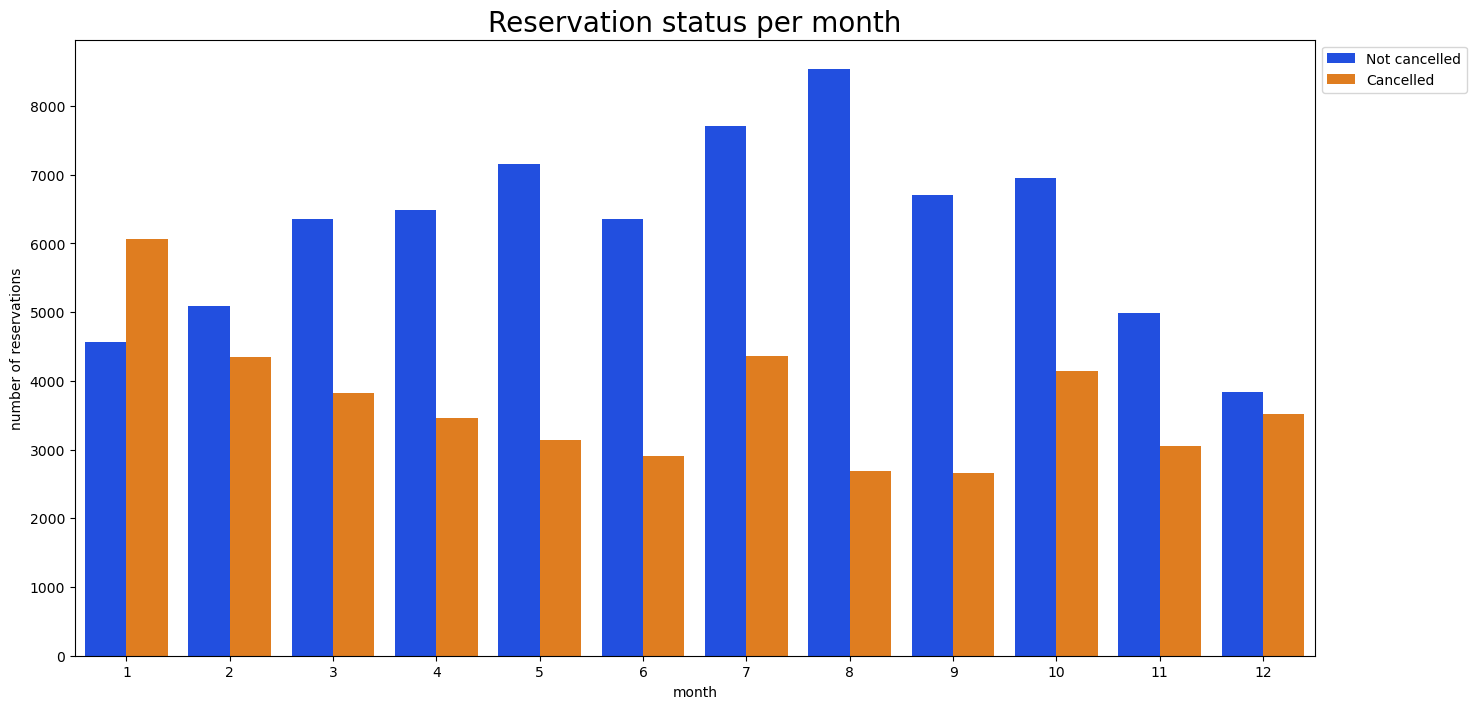 Reservation status per month
Not cancelled
Cancelled
number of reservations
8000
7000
6000
5000
4000
3000
2000
1000
0
1 2 3 4 5 6 7 8 9 10 11 12
month